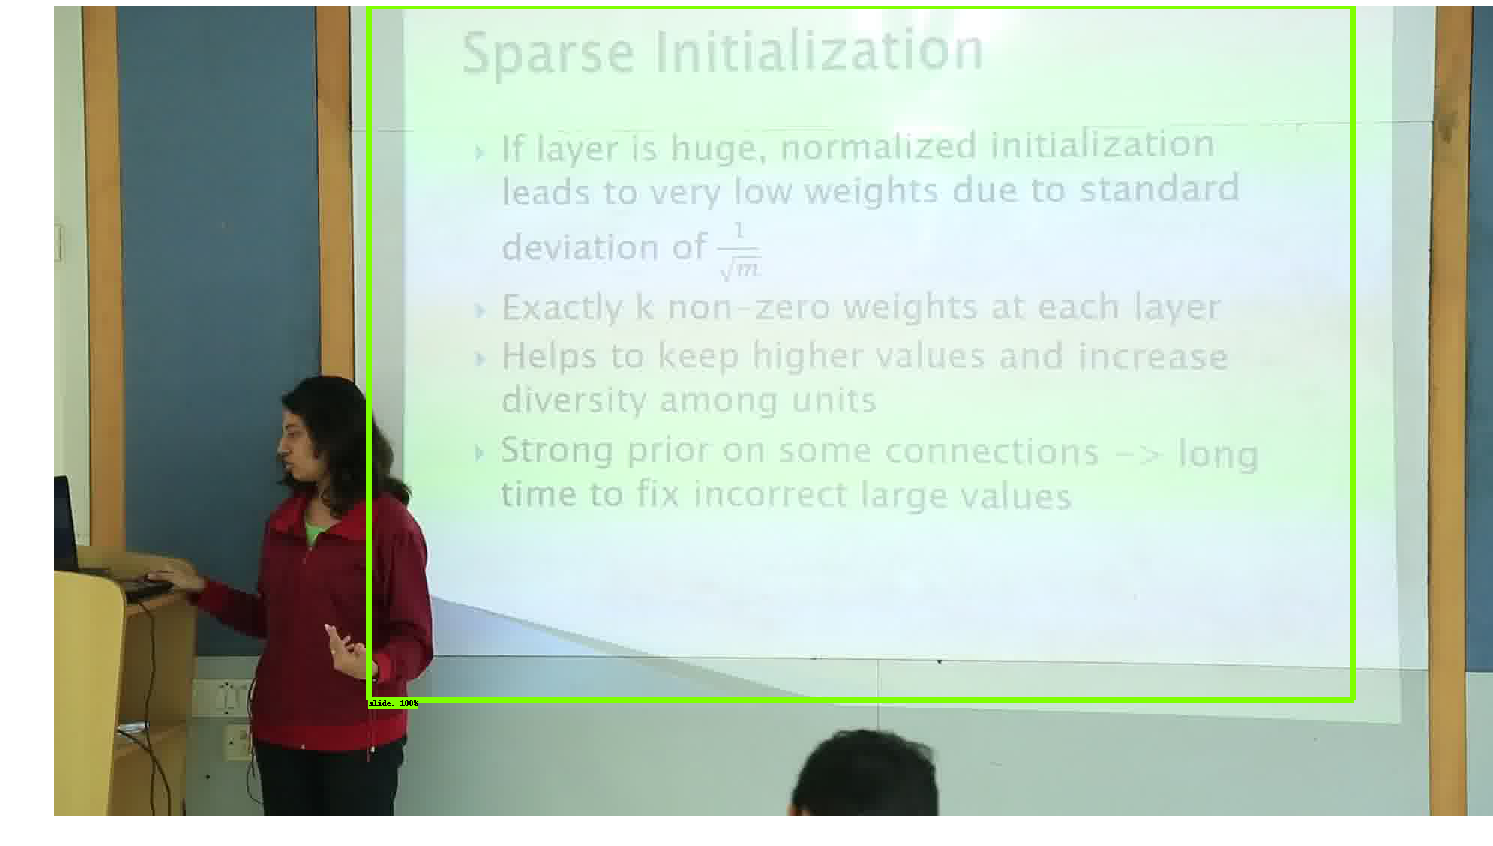 Sparse Initialization
If layer is huge, normalized initialization
leads to very low weights due to standard
deviation of 1/√m
Exactly k non-zero weights at each layer
Helps to keep higher values and increase
diversity among units
Strong prior on some connections -> long
time to fix incorrect large values
slide. 100%